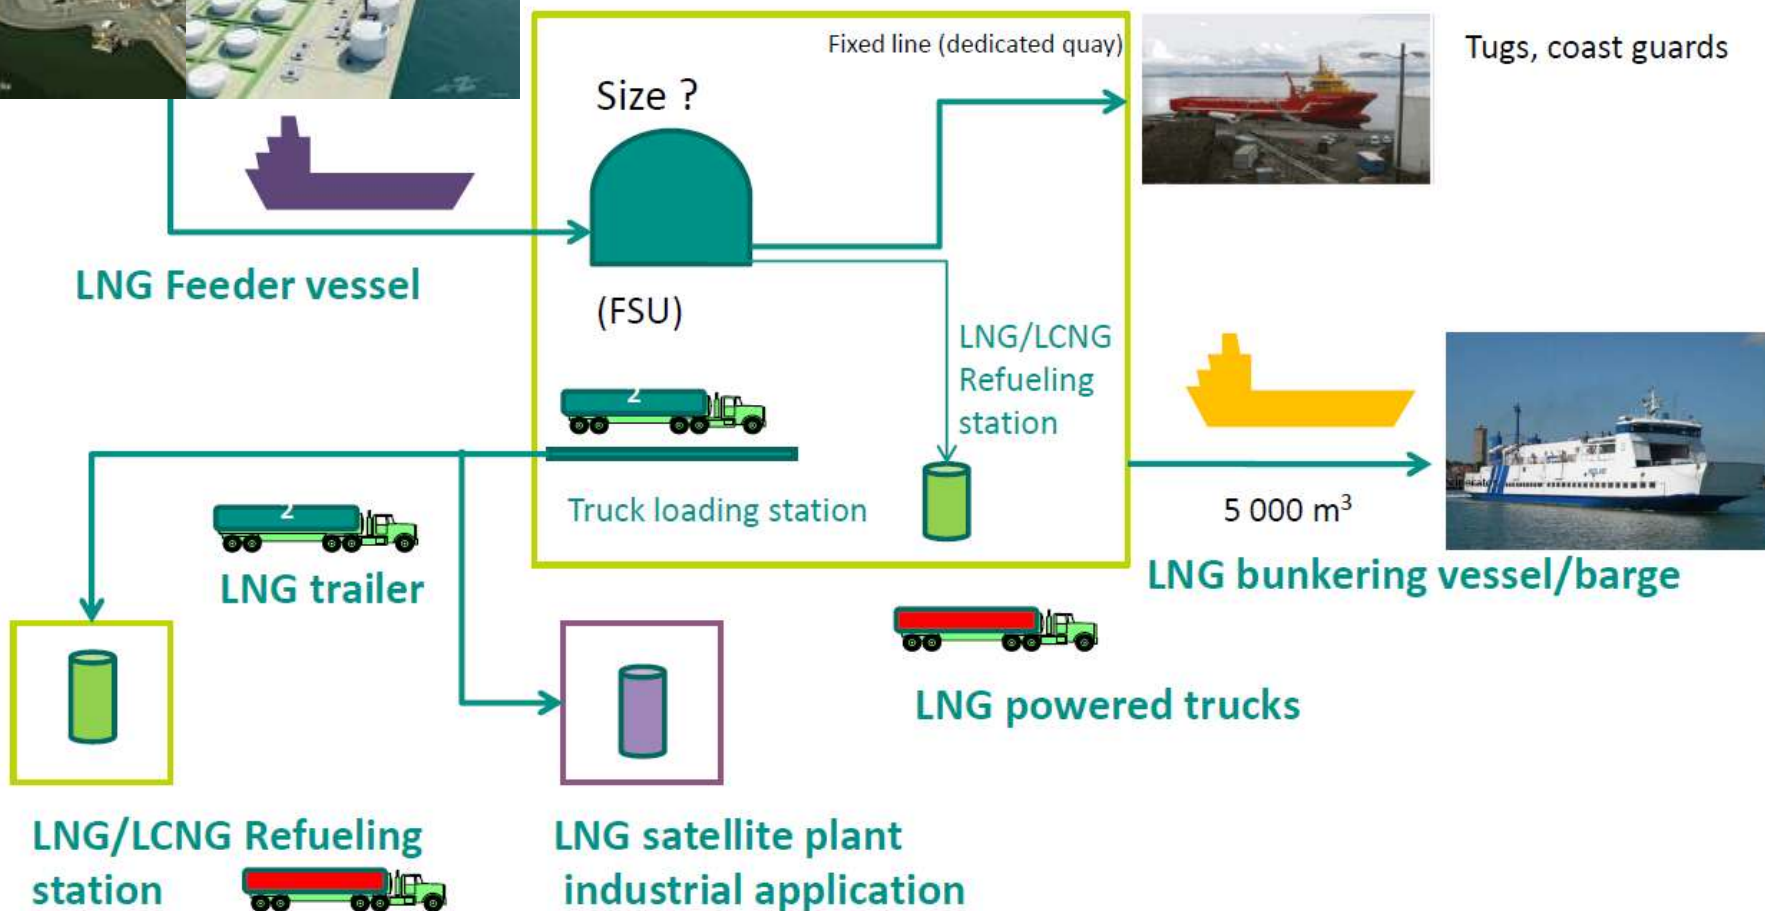 Fixed line (dedicated quay)
Tugs, coast guards
Size ?
LNG Feeder vessel
(FSU)
LNG/LCNG
Refueling
station
2
Truck loading station
5 000 m³
2
LNG trailer
LNG bunkering vessel/barge
LNG powered trucks
LNG/LCNG Refueling
station
LNG satellite plant
industrial application